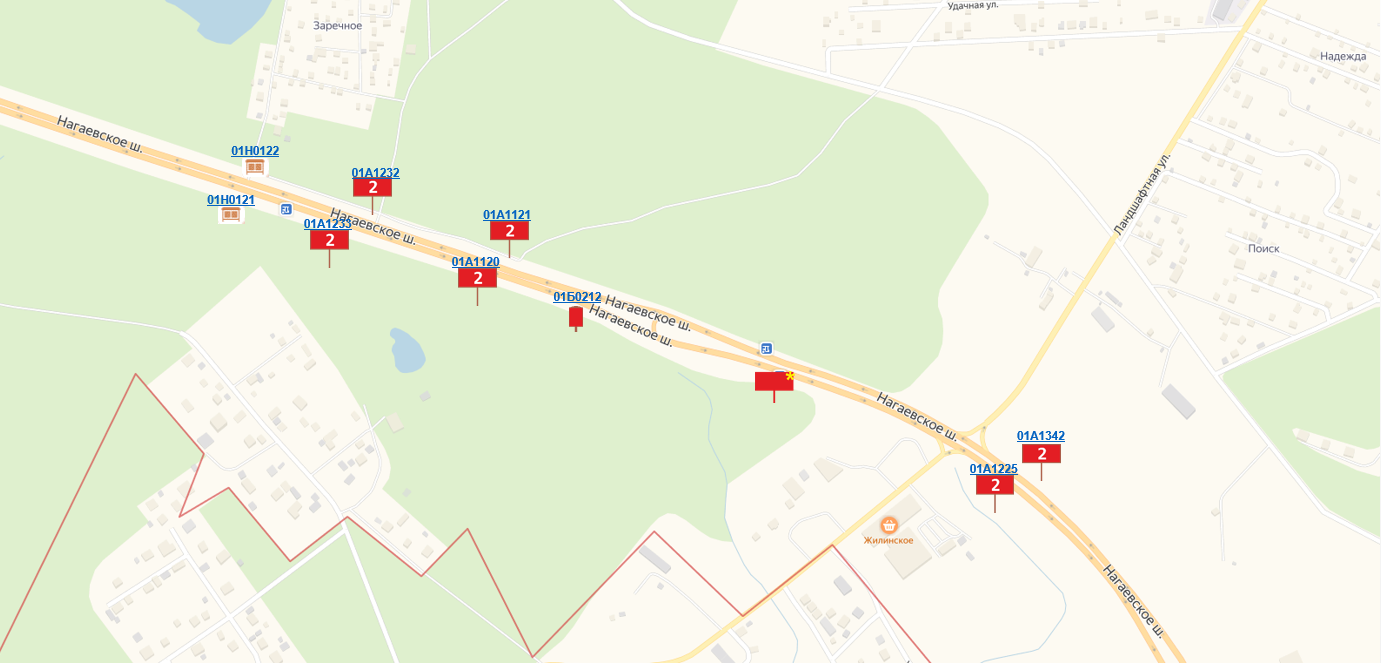 Удачная ул.
Заречное
Надежда
Нагаевское ш.
01Н0122
01А1232
2
Ландшафтная ул.
01Н0121
01А1121
2
Нагаевское ш.
01А1233
2
Поиск
01А1120
2
01Б0212
Нагаевское ш.
Нагаевское ш.
*
Нагаевское ш.
01А1342
2
01А1225
2
Жилинское
Нагаевское ш.